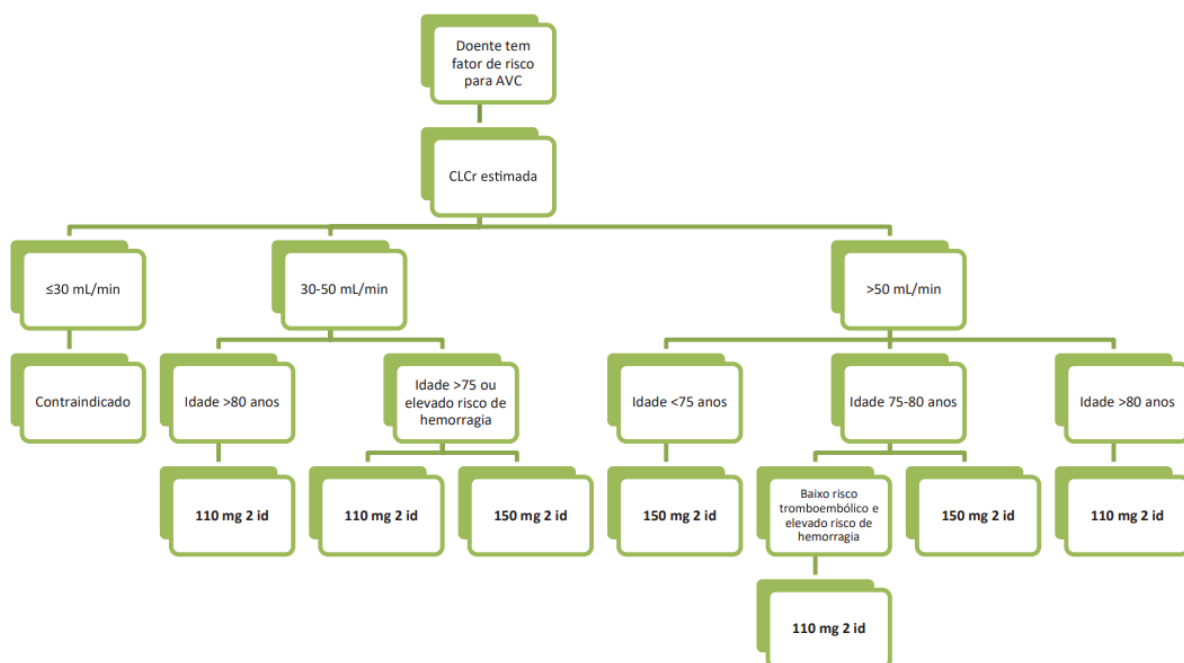 Doente tem
fator de risco
para AVC
CLCr estimada
≤30 mL/min
30-50 mL/min
>50 mL/min
Contraindicado
Idade >80 anos
Idade >75 ou
elevado risco de
hemorragia
Idade <75 anos
Idade 75-80 anos
Idade >80 anos
110 mg 2 id
110 mg 2 id
150 mg 2 id
150 mg 2 id
Baixo risco
tromboembólico e
elevado risco de
hemorragia
150 mg 2 id
110 mg 2 id
110 mg 2 id